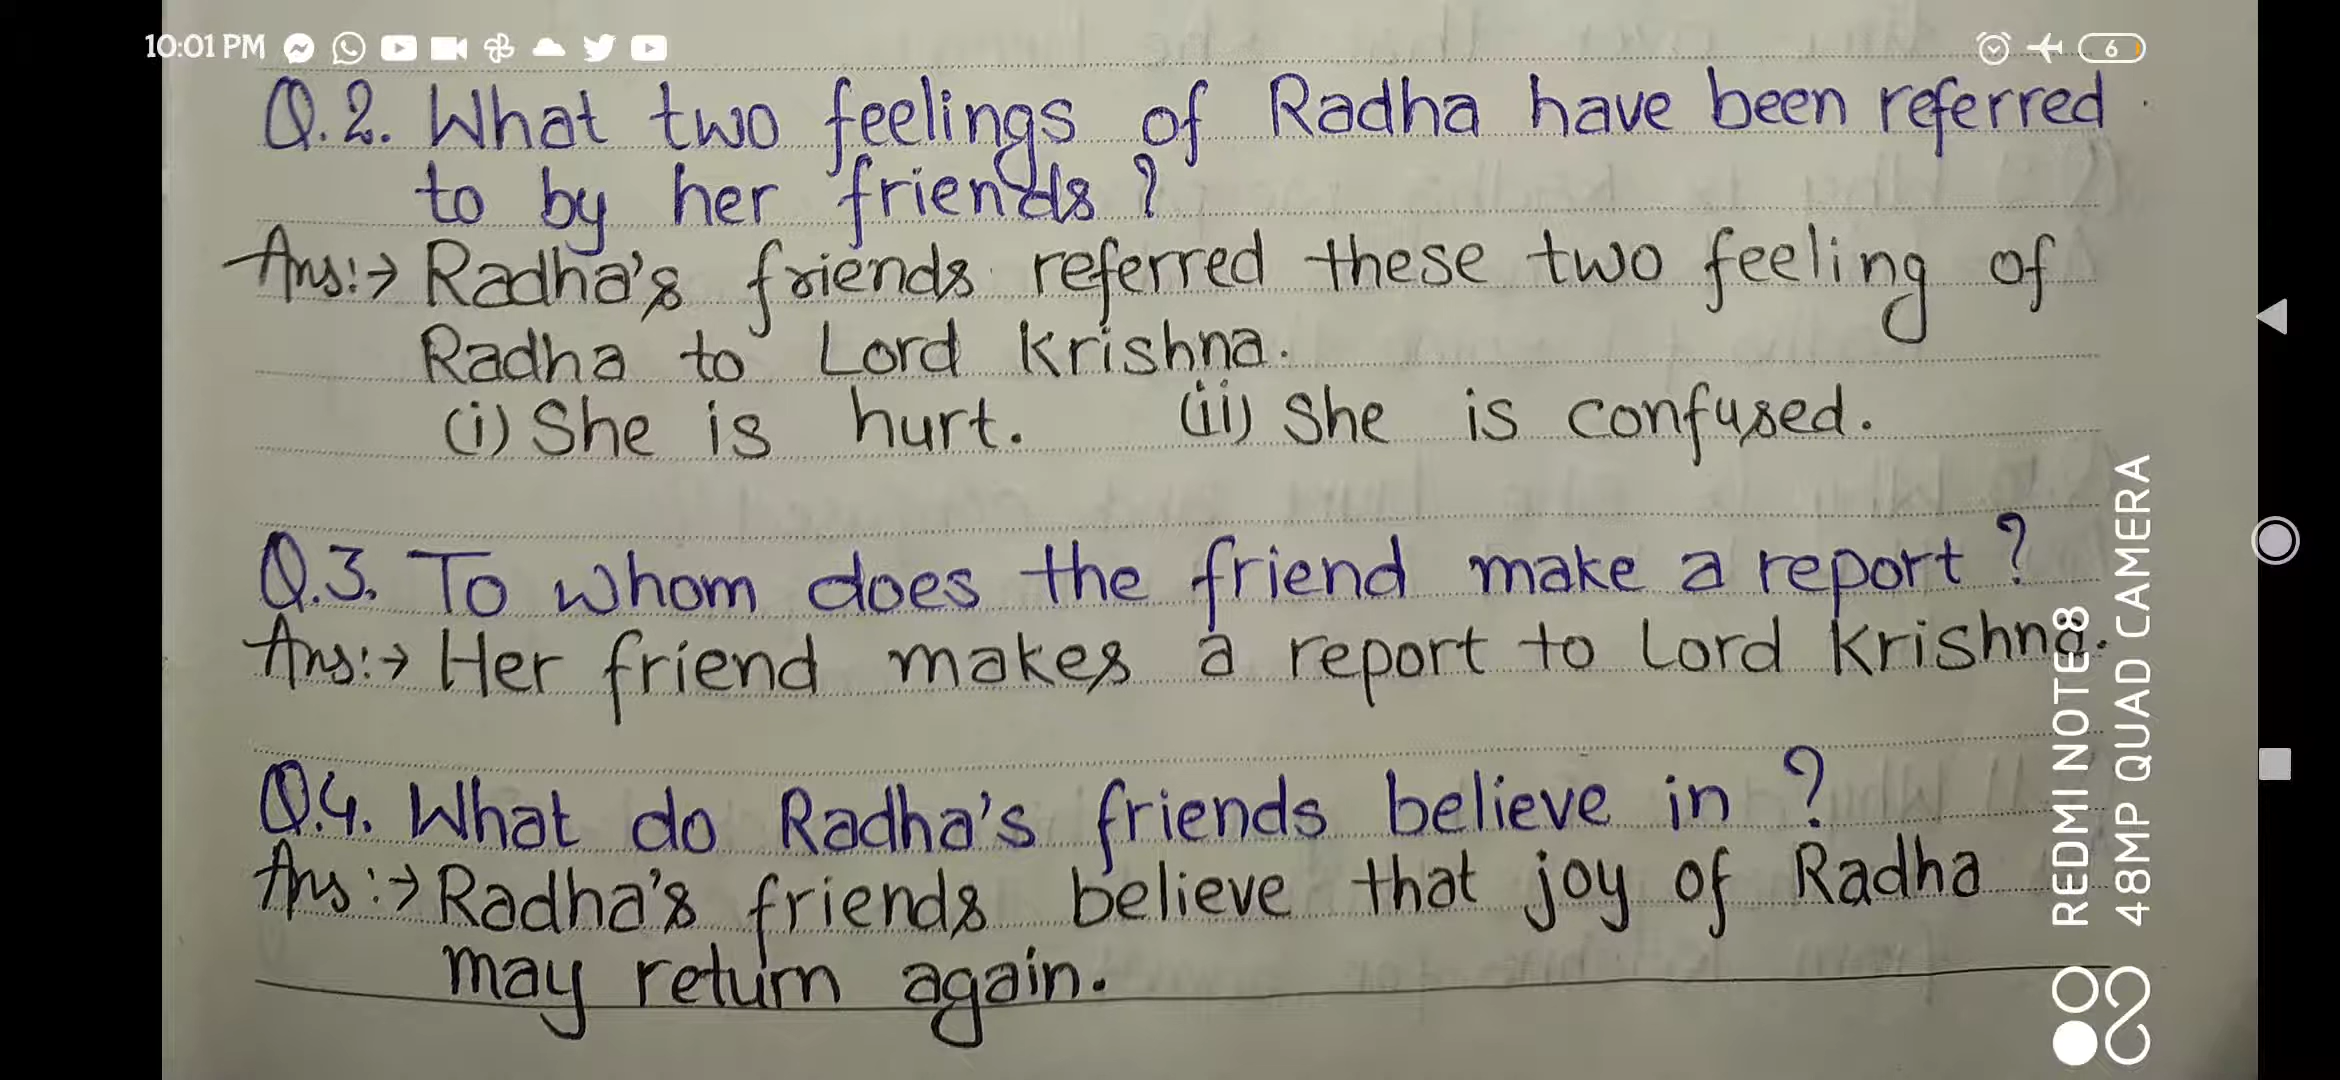 10:01 PM
6
Q.2. What two feelings of Radha have been referred
to by her friends?
Ans:→ Radha's friends referred these two feeling of
Radha to Lord Krishna.
(i) She is hurt. (ii) She is confused.
Q.3. To whom does the friend make a report?
Ans:→ Her friend makes a report to Lord Krishna.
Q.4. What do Radha's friends believe in?
Ans:→ Radha's friends believe that joy of Radha
may return again.
REDMI NOTE 8
48MP QUAD CAMERA